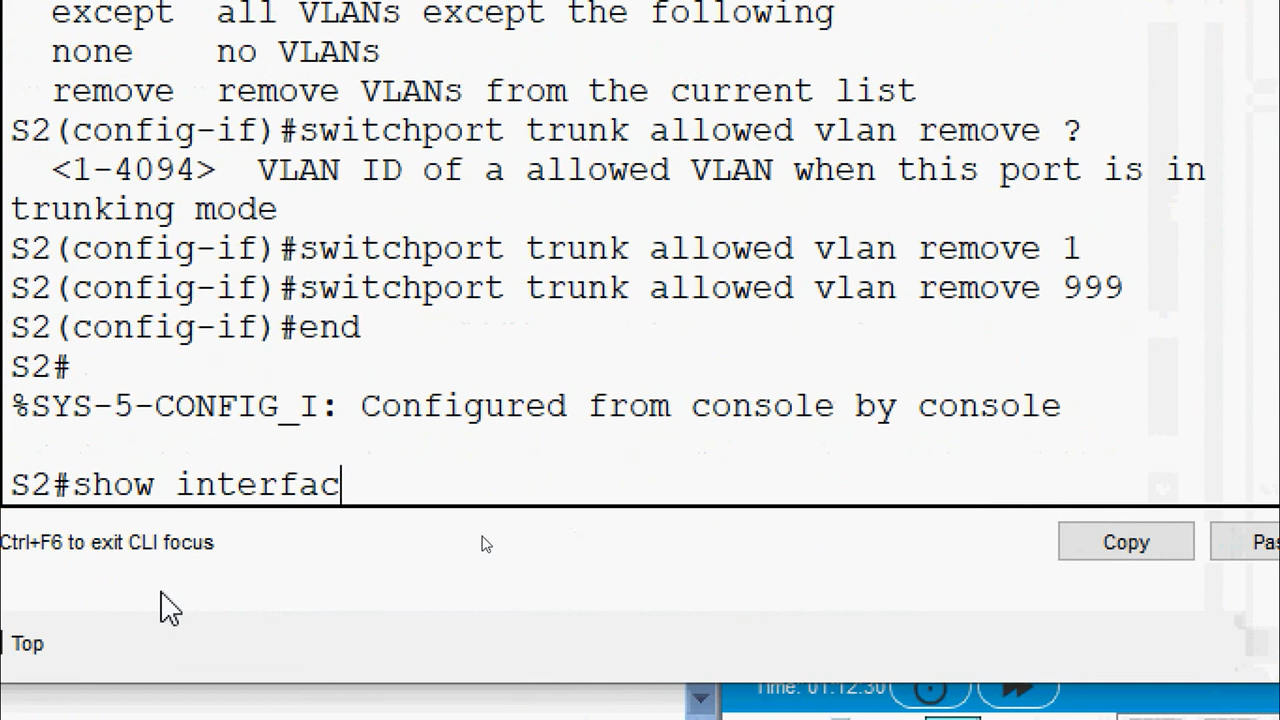 except all VLANs except the following
none no VLANs
remove remove VLANs from the current list
S2(config-if)#switchport trunk allowed vlan remove ?
<1-4094> VLAN ID of a allowed VLAN when this port is in
trunking mode
S2(config-if)#switchport trunk allowed vlan remove 1
S2(config-if)#switchport trunk allowed vlan remove 999
S2(config-if)#end
S2#
%SYS-5-CONFIG_I: Configured from console by console
S2#show interfac
Ctrl+F6 to exit CLI focus
Copy
Pas
Top
Time: 01:12:30